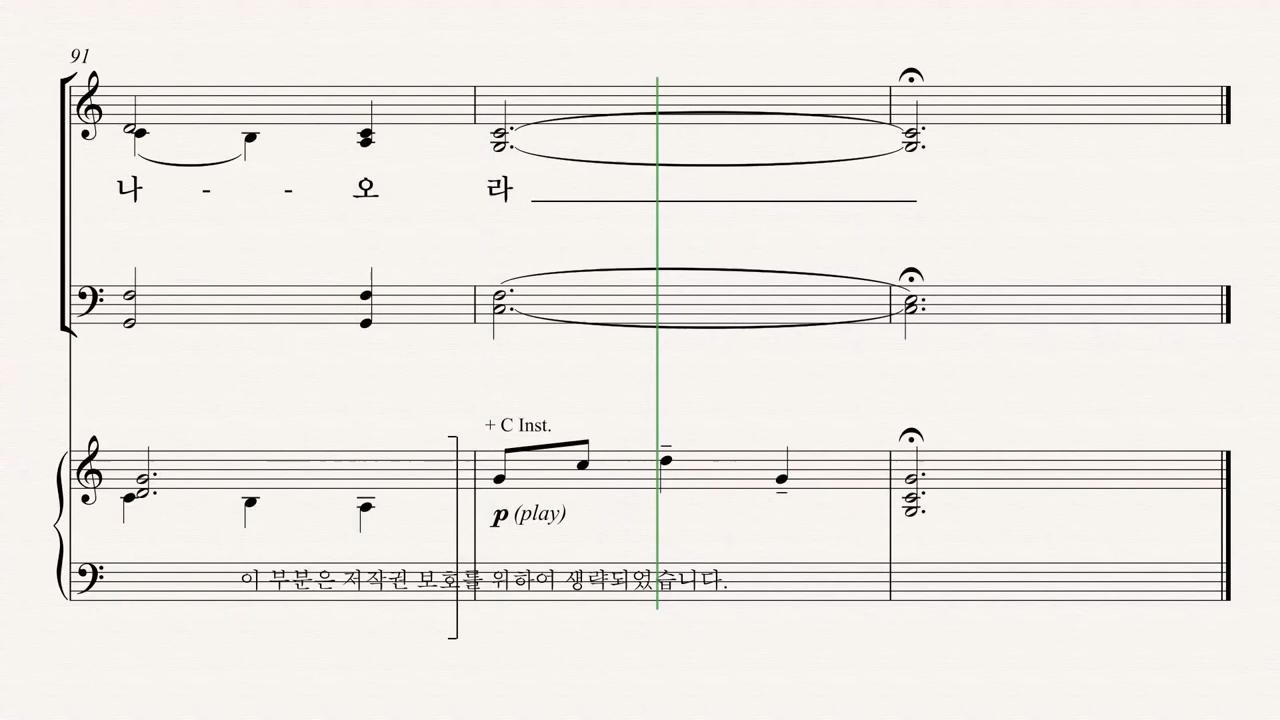 91
나 - - 오 라
+ C Inst.
p (play)
이 부분은 저작권 보호를 위하여 생략되었습니다.